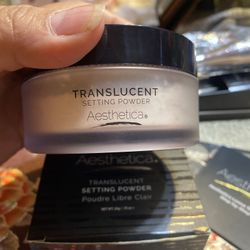 TRANSLUCENT
SETTING POWDER
Aesthetica®
Aesthetica®
TRANSLUCENT
SETTING POWDER
Poudre Libre Clair